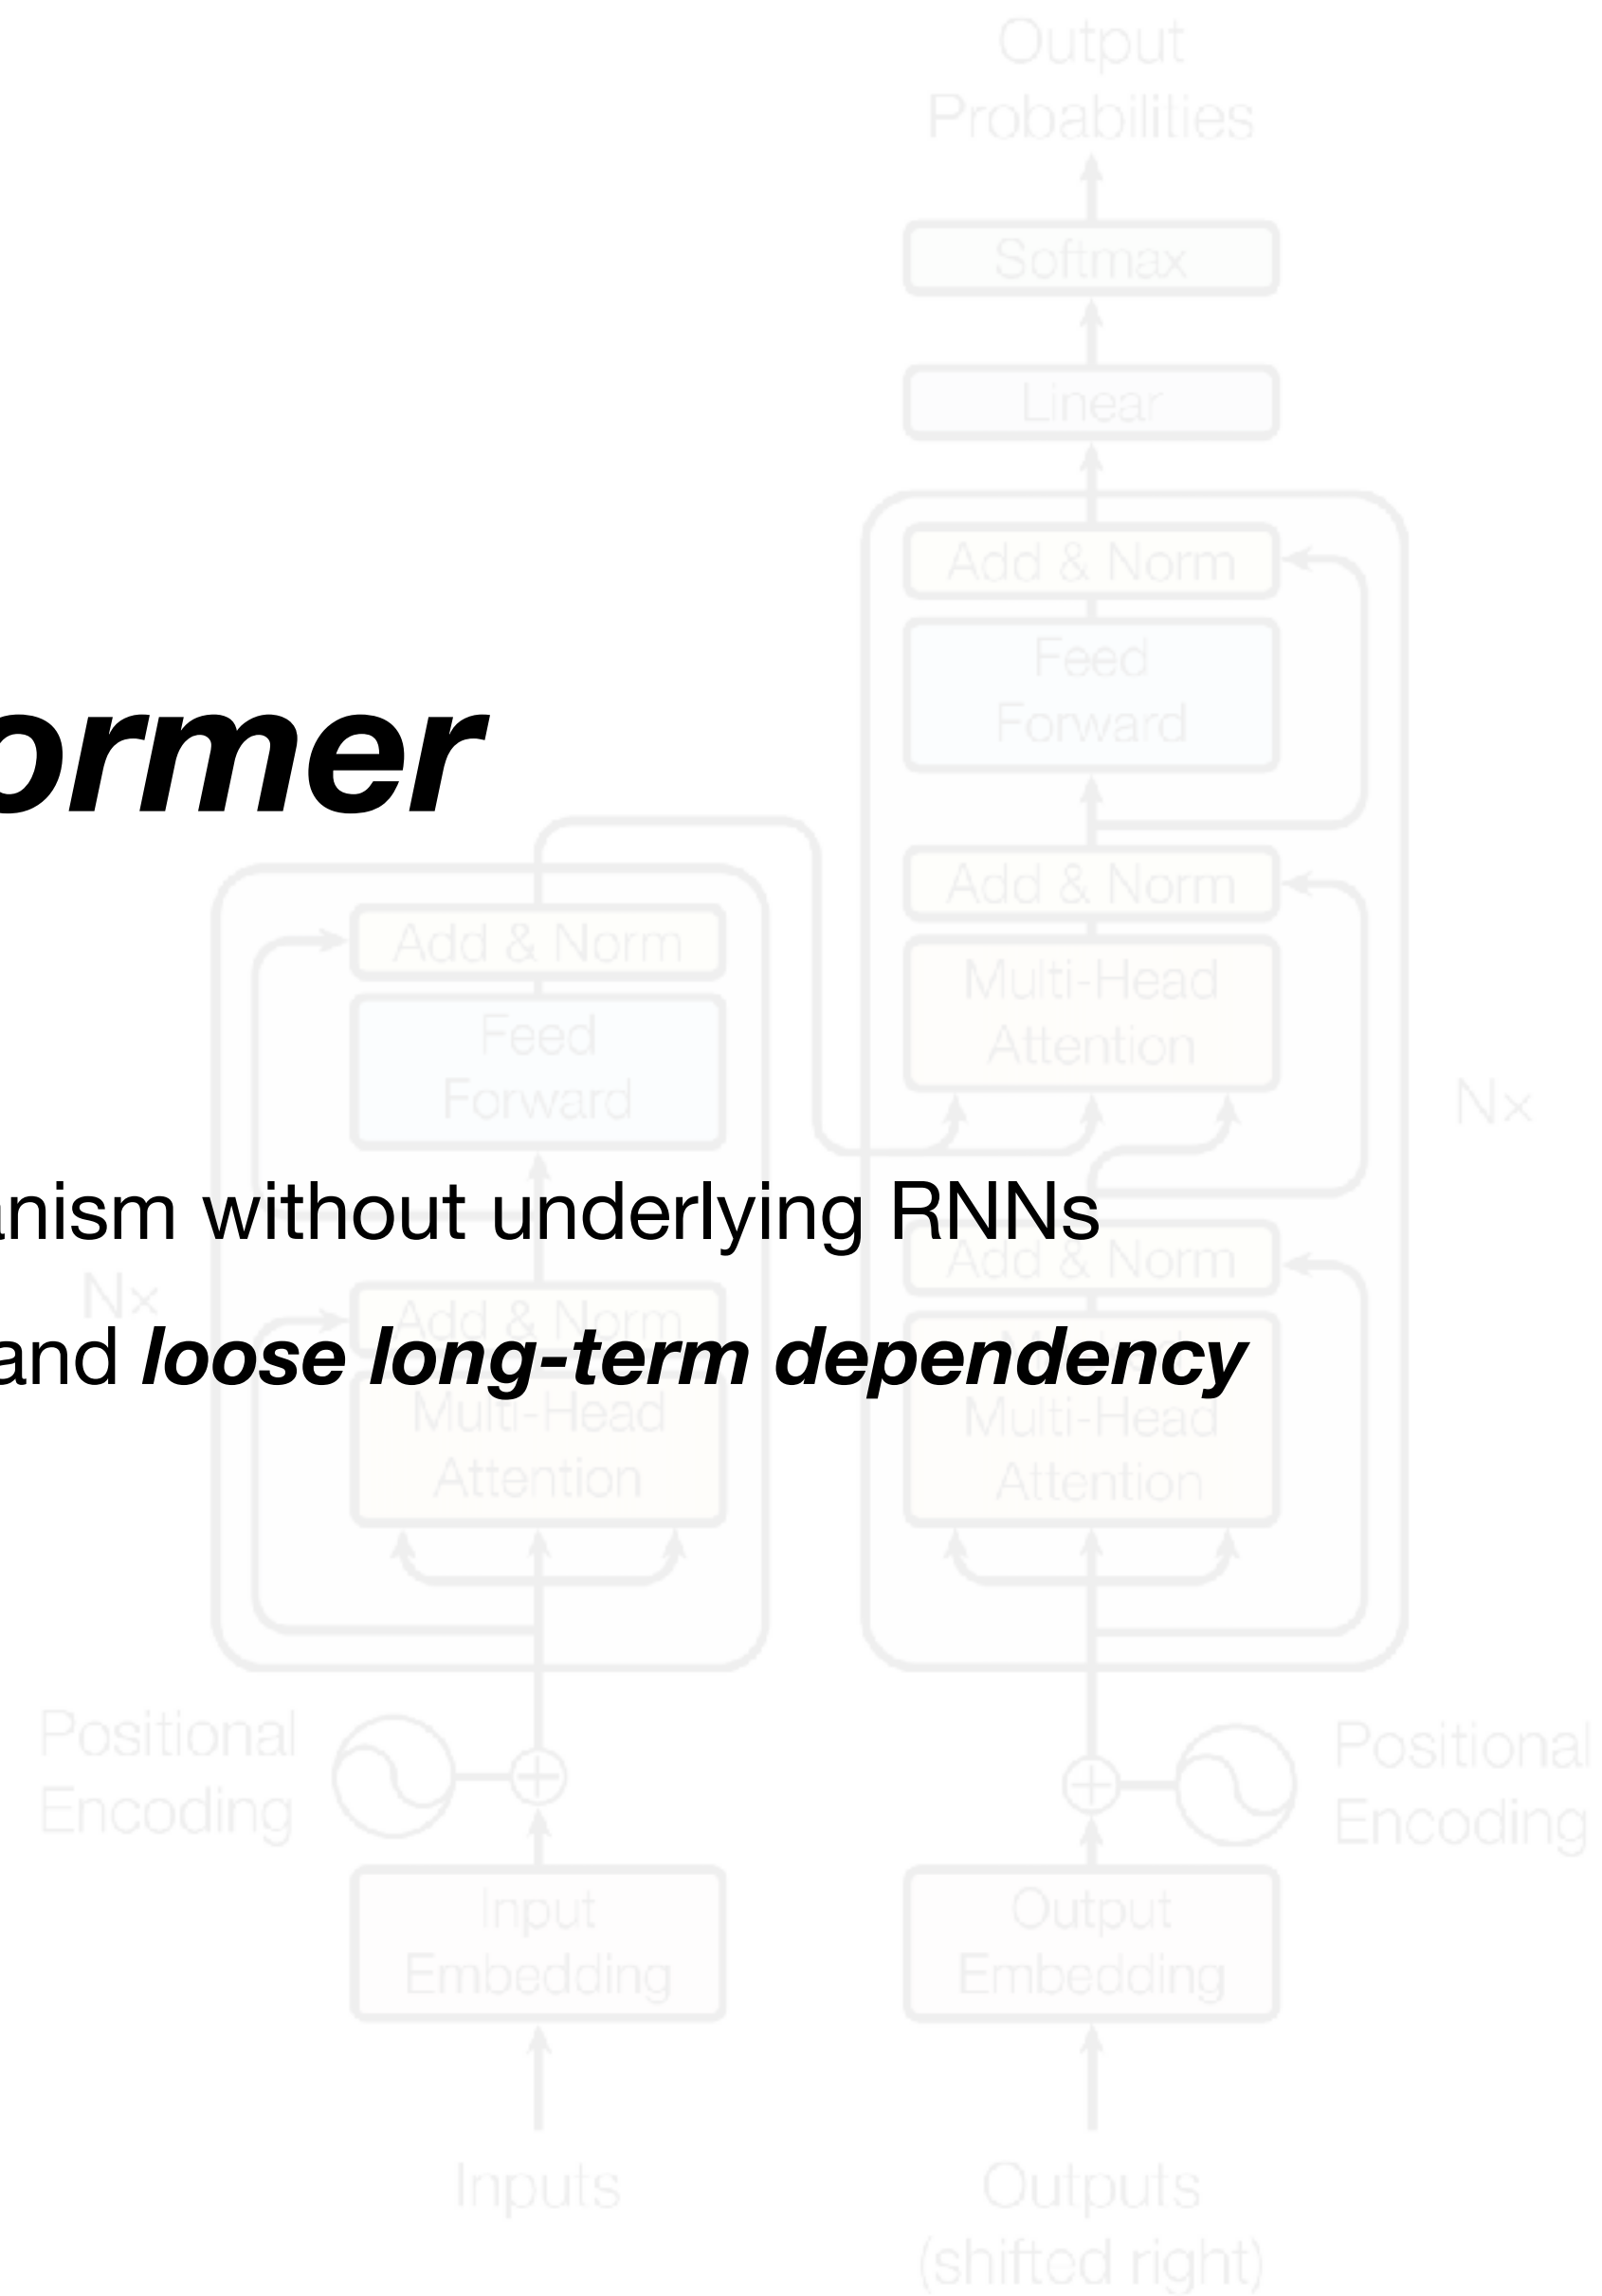 Output
Probabilities
Softmax
Linear
Add & Norm
Feed
Forward
ormer
Add & Norm
Multi-Head
Attention
Add & Norm
Feed
Forward
Nx
anism without underlying RNNs
Add & Norm
Nx
Add & Norm
and loose long-term dependency
Multi-Head
Attention
Multi-Head
Attention
Positional
Encoding
Positional
Encoding
Input
Embedding
Output
Embedding
Inputs
Outputs
(shifted right)